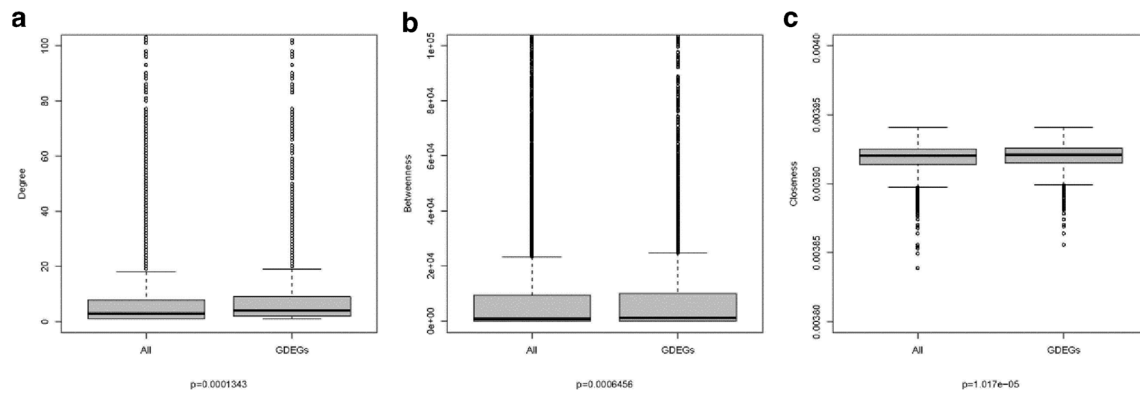 a
Degree
0
20
40
60
80
100
All
GDEGs
p=0.0001343
b
Betweenness
0e+00
2e+04
4e+04
6e+04
8e+04
1e+05
All
GDEGs
p=0.0006456
c
Closeness
0.00380
0.00385
0.00390
0.00395
0.0040
All
GDEGs
p=1.017e−05